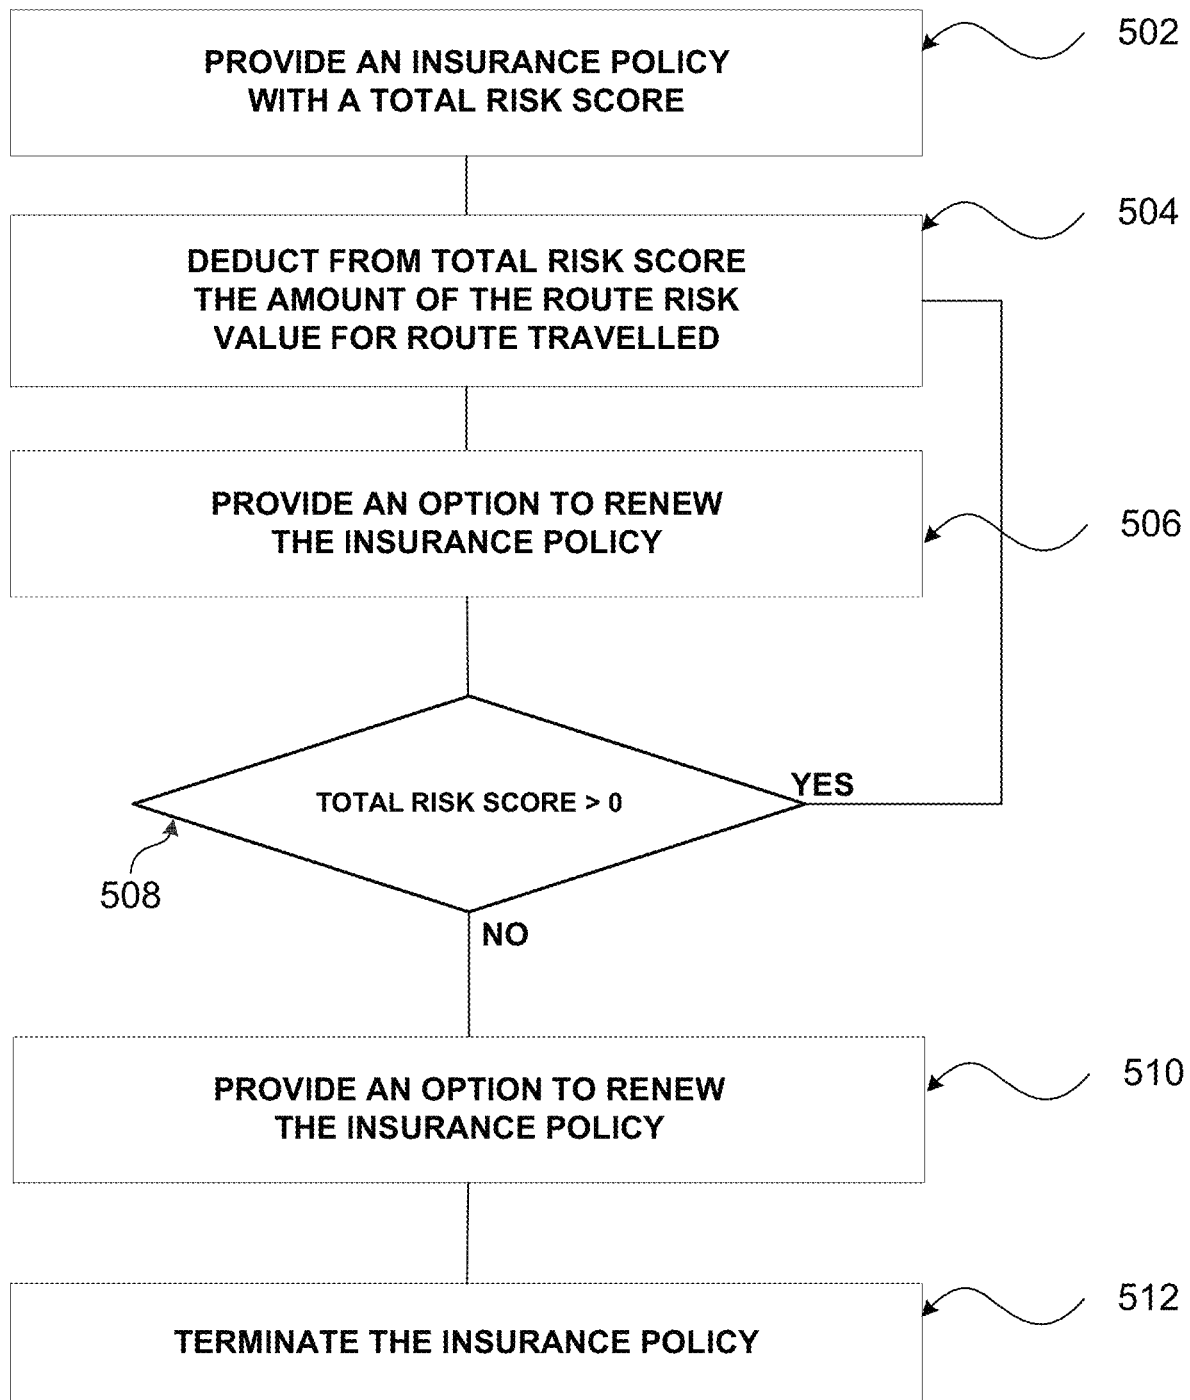 PROVIDE AN INSURANCE POLICY
WITH A TOTAL RISK SCORE
502
DEDUCT FROM TOTAL RISK SCORE
THE AMOUNT OF THE ROUTE RISK
VALUE FOR ROUTE TRAVELLED
504
PROVIDE AN OPTION TO RENEW
THE INSURANCE POLICY
506
TOTAL RISK SCORE > 0
YES
508
NO
PROVIDE AN OPTION TO RENEW
THE INSURANCE POLICY
510
TERMINATE THE INSURANCE POLICY
512